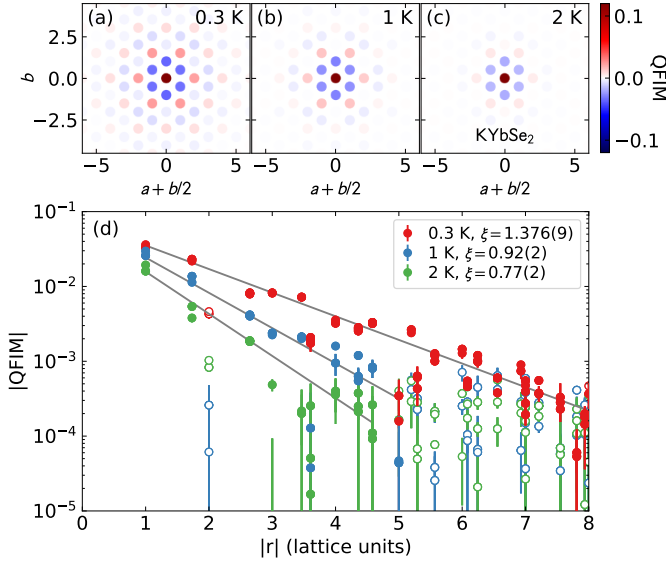 (a) 0.3 K (b) 1 K (c) 2 K
2.5
0.0
−2.5
b
KYbSe₂
−5 0 5 −5 0 5 −5 0 5
a + b/2 a + b/2 a + b/2
0.1
0.0
−0.1
QFIM
(d)
0.3 K, ξ=1.376(9)
1 K, ξ=0.92(2)
2 K, ξ=0.77(2)
10⁻¹
10⁻²
10⁻³
10⁻⁴
10⁻⁵
|QFIM|
0 1 2 3 4 5 6 7 8
|r| (lattice units)